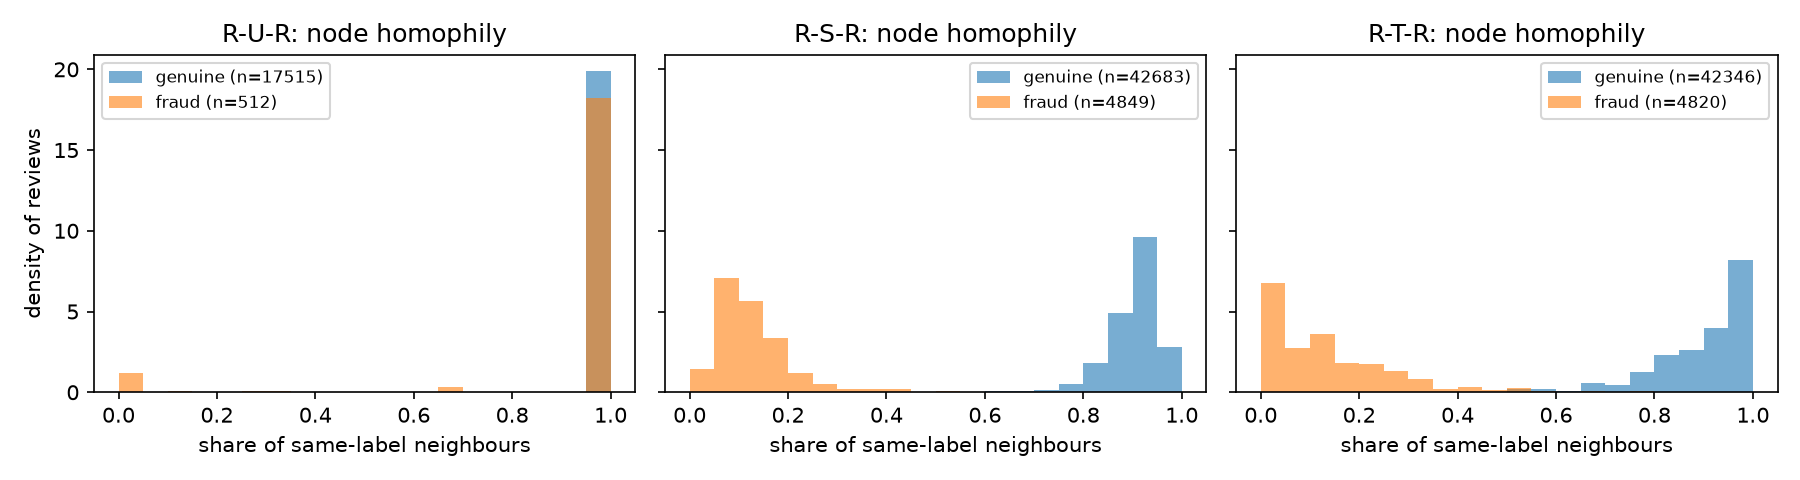 R-U-R: node homophily
genuine (n=17515)
fraud (n=512)
density of reviews
20
15
10
5
0
0.0 0.2 0.4 0.6 0.8 1.0
share of same-label neighbours
R-S-R: node homophily
genuine (n=42683)
fraud (n=4849)
0.0 0.2 0.4 0.6 0.8 1.0
share of same-label neighbours
R-T-R: node homophily
genuine (n=42346)
fraud (n=4820)
0.0 0.2 0.4 0.6 0.8 1.0
share of same-label neighbours